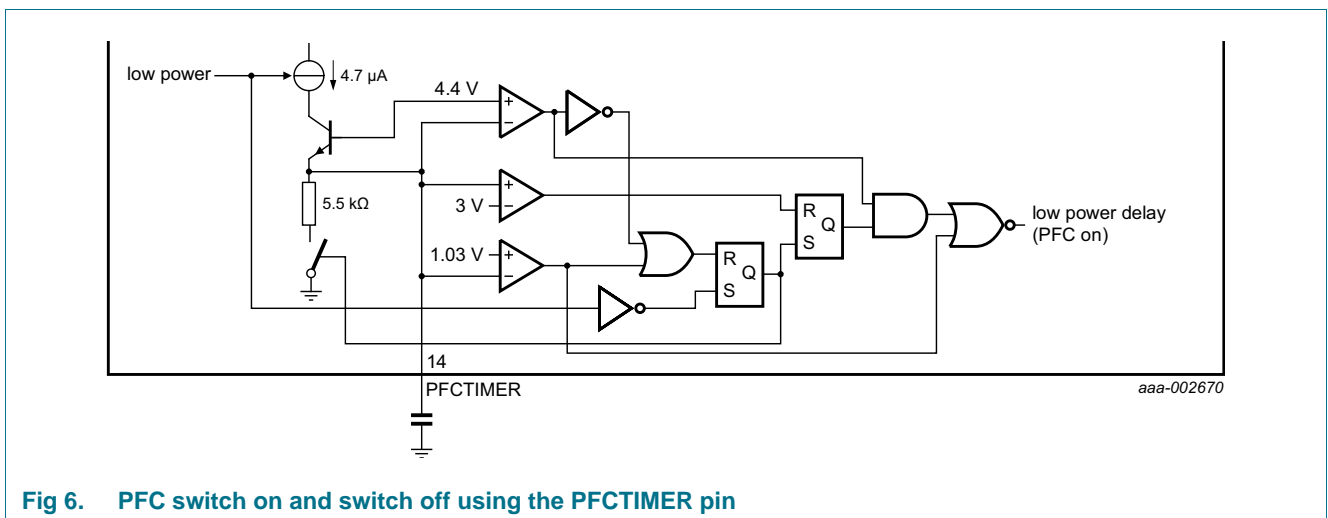 low power
4.7 µA
4.4 V
5.5 kΩ
3 V
1.03 V
R
S
Q
R
S
Q
low power delay
(PFC on)
14
PFCTIMER
aaa-002670
Fig 6. PFC switch on and switch off using the PFCTIMER pin